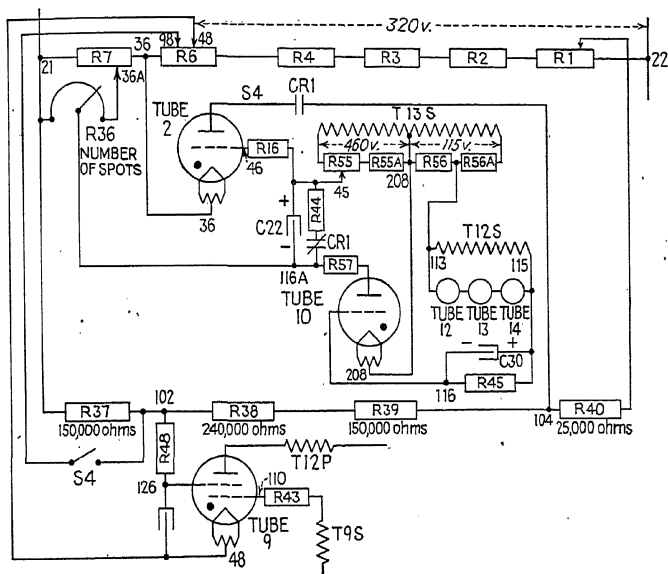 320v.
21
R7
36
98
R6
48
R4
R3
R2
R1
22
36A
R36
NUMBER
OF SPOTS
TUBE
2
S4
CR1
R16
46
36
T13S
460v.
115v.
R55
R55A
R56
R56A
45
208
+
C22
-
R44
CR1
116A
R57
TUBE
10
208
T12S
113
115
TUBE
12
TUBE
13
TUBE
14
-
+
C30
116
R45
102
R37
150,000 ohms
R38
240,000 ohms
R39
150,000 ohms
104
R40
25,000 ohms
S4
R48
126
T12P
110
R43
TUBE
9
48
T9S